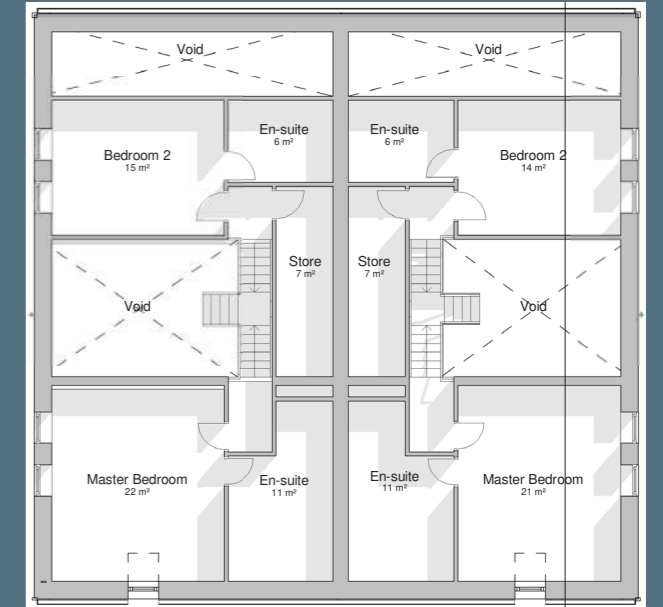 Void
Void
En-suite
6 m²
En-suite
6 m²
Bedroom 2
15 m²
Bedroom 2
14 m²
Store
7 m²
Store
7 m²
Void
Void
Master Bedroom
22 m²
En-suite
11 m²
En-suite
11 m²
Master Bedroom
21 m²